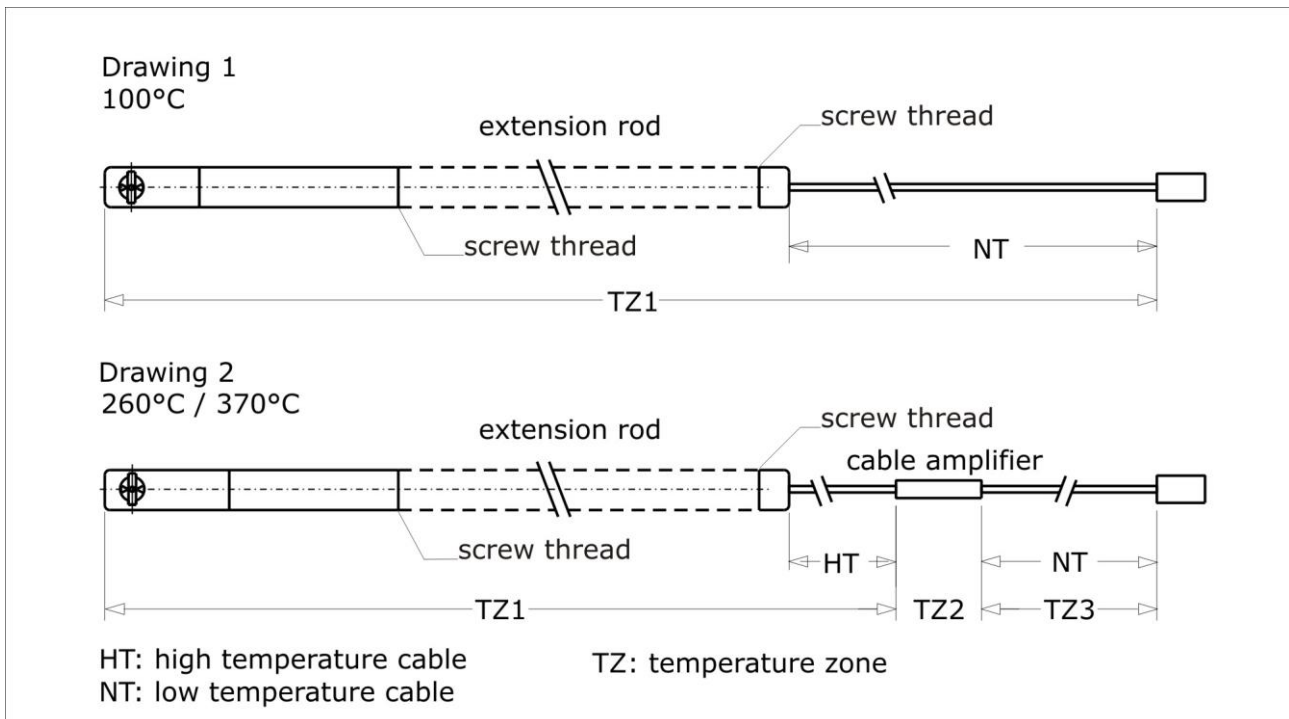 Drawing 1
100°C
extension rod
screw thread
screw thread
NT
TZ1
Drawing 2
260°C / 370°C
extension rod
screw thread
cable amplifier
screw thread
HT
NT
TZ1
TZ2
TZ3
HT: high temperature cable
TZ: temperature zone
NT: low temperature cable